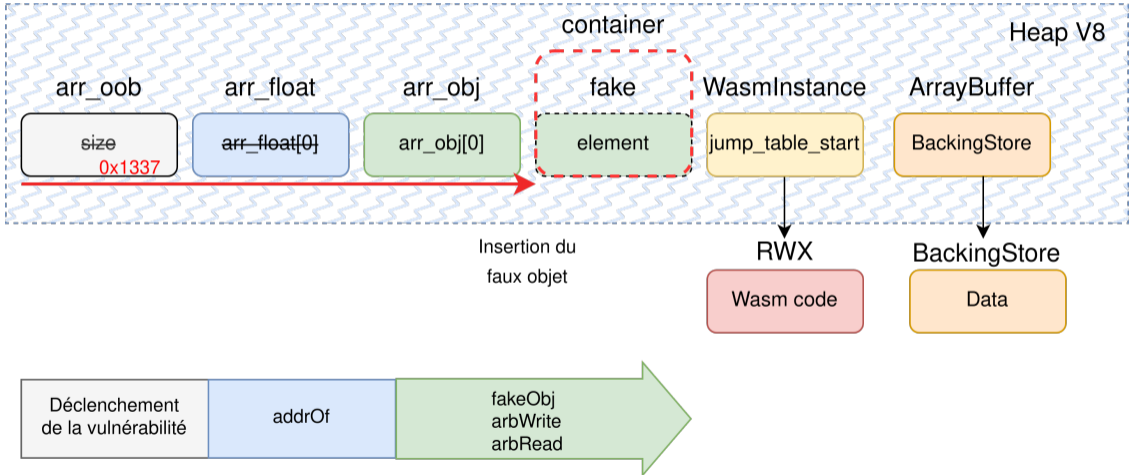 container
Heap V8
arr_oob
arr_float
arr_obj
fake
WasmInstance
ArrayBuffer
size
0x1337
arr_float[0]
arr_obj[0]
element
jump_table_start
BackingStore
Insertion du
faux objet
RWX
BackingStore
Wasm code
Data
Déclenchement
de la vulnérabilité
addrOf
fakeObj
arbWrite
arbRead